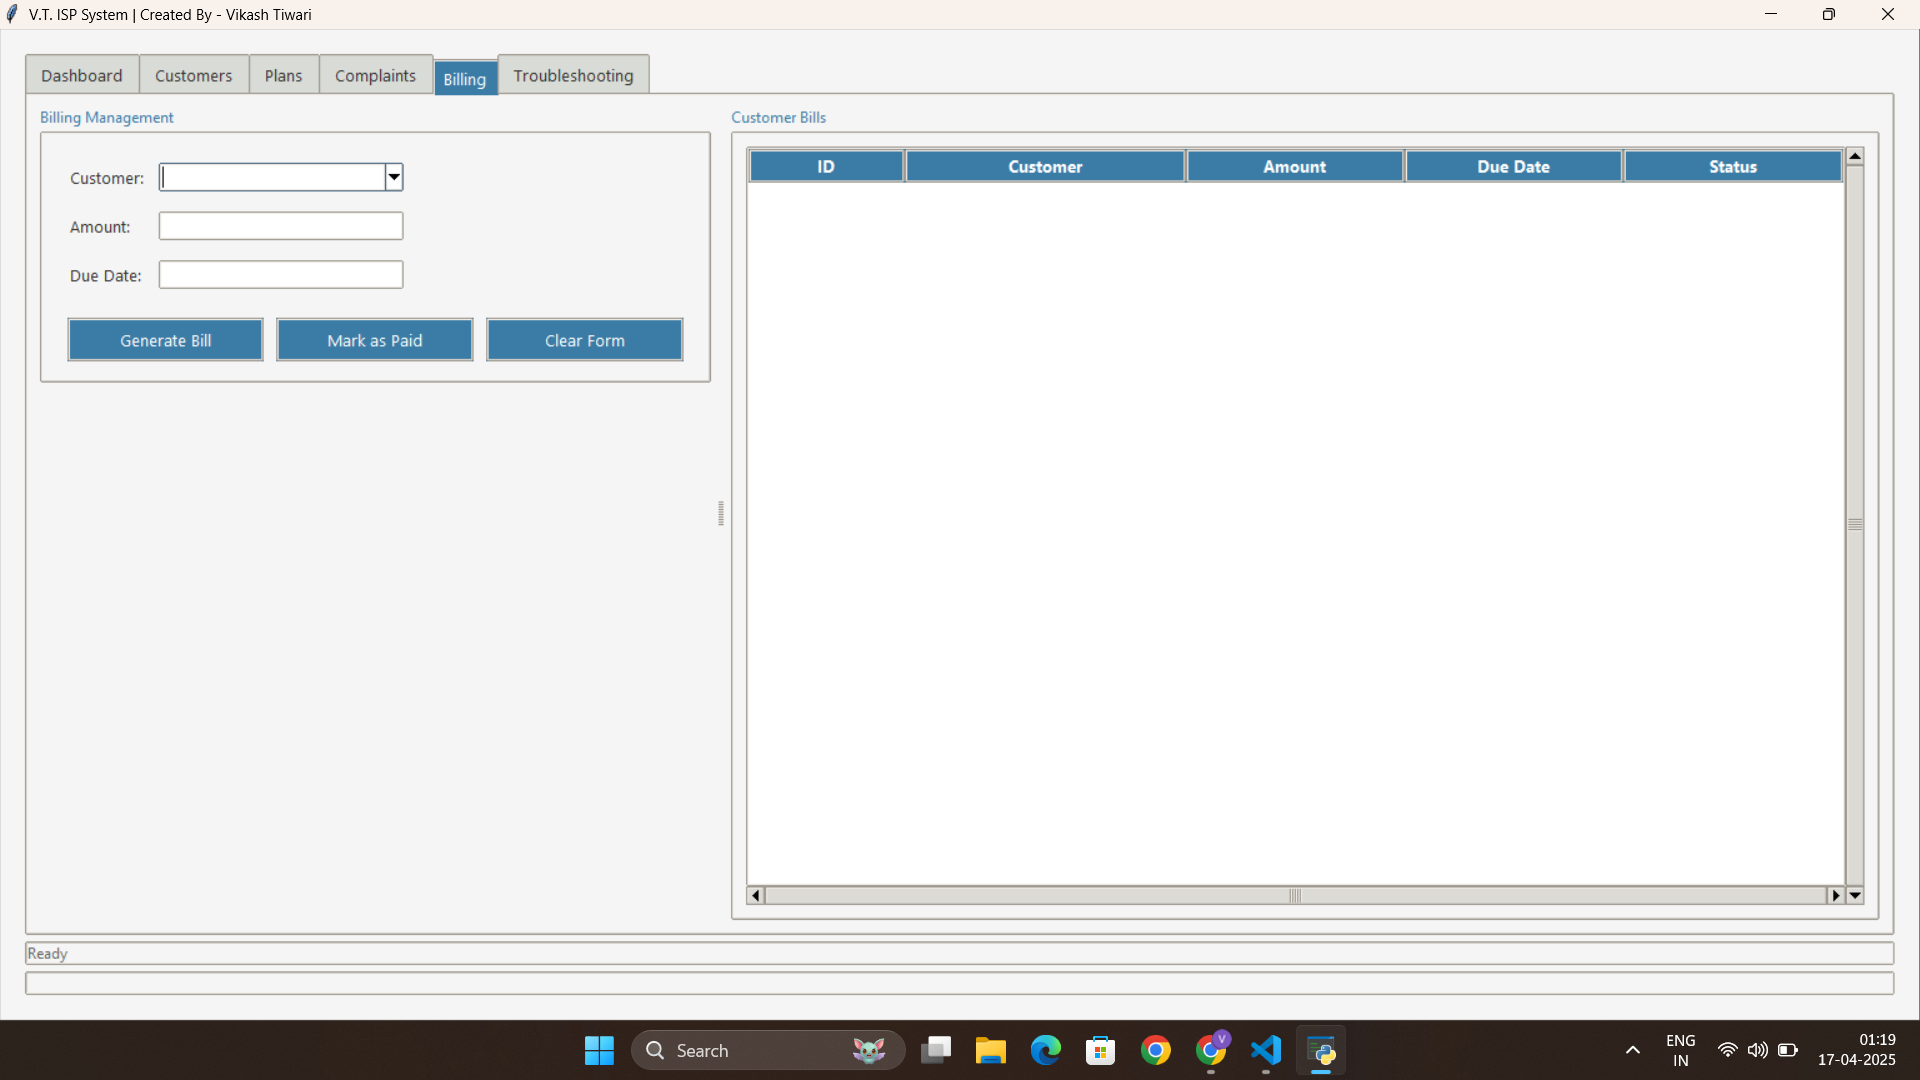 V.T. ISP System | Created By - Vikash Tiwari
Dashboard Customers Plans Complaints Billing Troubleshooting
Billing Management
Customer:
Amount:
Due Date:
Generate Bill Mark as Paid Clear Form
Customer Bills
ID Customer Amount Due Date Status
Ready
Search
V
ENG
IN
01:19
17-04-2025